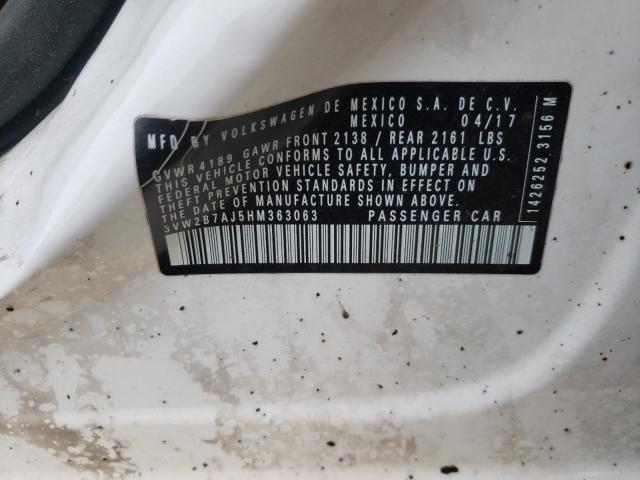 MFD BY VOLKSWAGEN DE MEXICO S.A. DE C.V.
MEXICO 04/17
GVWR 4189 GAWR FRONT 2138 / REAR 2161 LBS
THIS VEHICLE CONFORMS TO ALL APPLICABLE U.S.
FEDERAL MOTOR VEHICLE SAFETY, BUMPER AND
THEFT PREVENTION STANDARDS IN EFFECT ON
THE DATE OF MANUFACTURE SHOWN ABOVE.
3VW2B7AJ5HM363063 PASSENGER CAR
1426252.3156 M